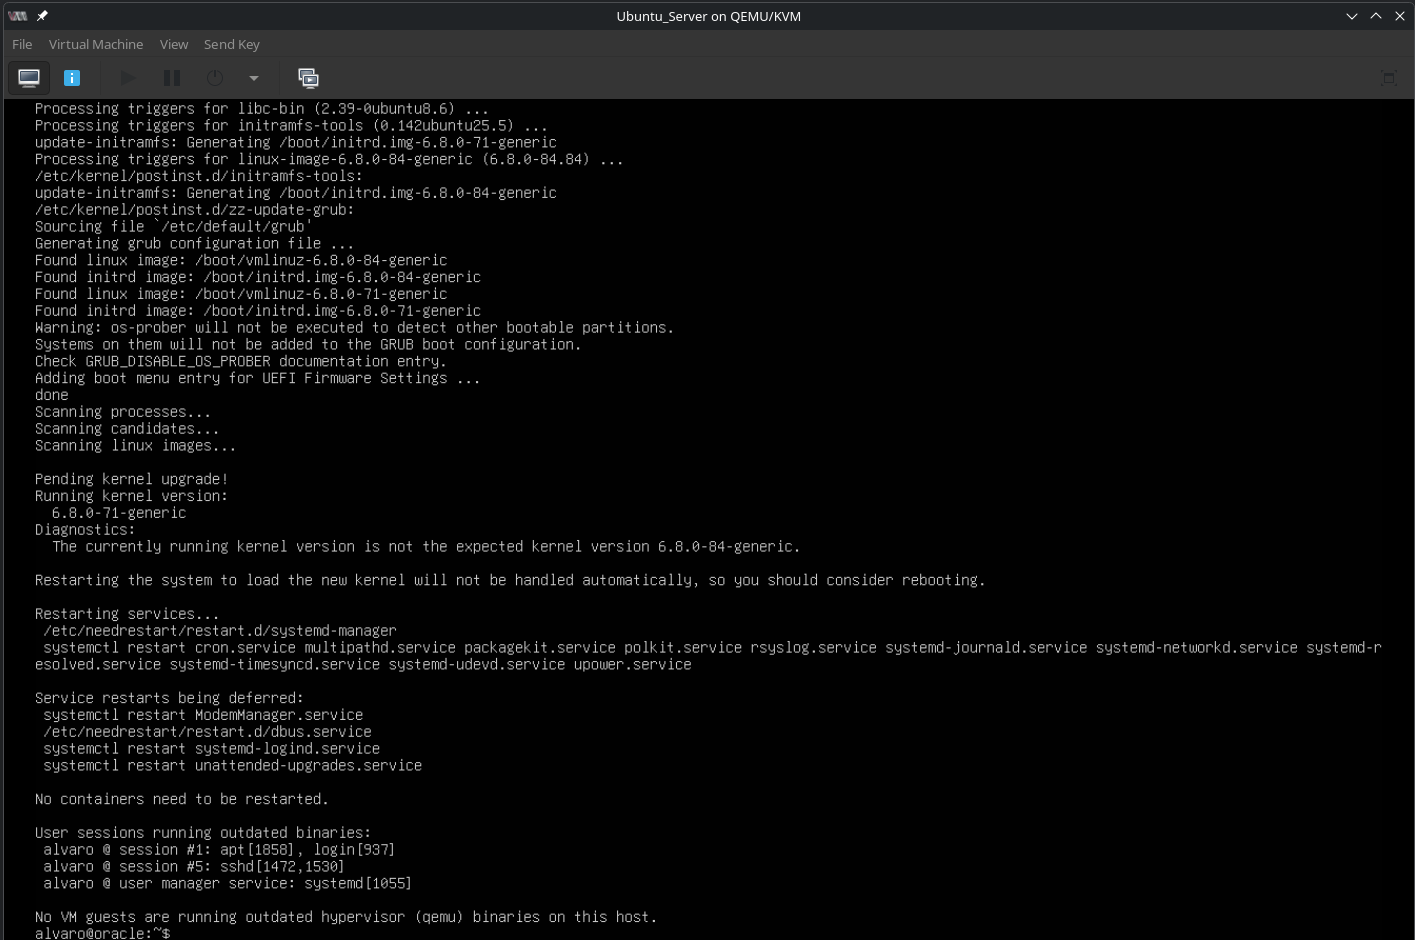 Ubuntu_Server on QEMU/KVM
File Virtual Machine View Send Key
Processing triggers for libc-bin (2.39-0ubuntu8.6) ...
Processing triggers for initramfs-tools (0.142ubuntu25.5) ...
update-initramfs: Generating /boot/initrd.img-6.8.0-71-generic
Processing triggers for linux-image-6.8.0-84-generic (6.8.0-84.84) ...
/etc/kernel/postinst.d/initramfs-tools:
update-initramfs: Generating /boot/initrd.img-6.8.0-84-generic
/etc/kernel/postinst.d/zz-update-grub:
Sourcing file `/etc/default/grub'
Generating grub configuration file ...
Found linux image: /boot/vmlinuz-6.8.0-84-generic
Found initrd image: /boot/initrd.img-6.8.0-84-generic
Found linux image: /boot/vmlinuz-6.8.0-71-generic
Found initrd image: /boot/initrd.img-6.8.0-71-generic
Warning: os-prober will not be executed to detect other bootable partitions.
Systems on them will not be added to the GRUB boot configuration.
Check GRUB_DISABLE_OS_PROBER documentation entry.
Adding boot menu entry for UEFI Firmware Settings ...
done
Scanning processes...
Scanning candidates...
Scanning linux images...
Pending kernel upgrade!
Running kernel version:
6.8.0-71-generic
Diagnostics:
The currently running kernel version is not the expected kernel version 6.8.0-84-generic.
Restarting the system to load the new kernel will not be handled automatically, so you should consider rebooting.
Restarting services...
/etc/needrestart/restart.d/systemd-manager
systemctl restart cron.service multipathd.service packagekit.service polkit.service rsyslog.service systemd-journald.service systemd-networkd.service systemd-r
esolved.service systemd-timesyncd.service systemd-udevd.service upower.service
Service restarts being deferred:
systemctl restart ModemManager.service
/etc/needrestart/restart.d/dbus.service
systemctl restart systemd-logind.service
systemctl restart unattended-upgrades.service
No containers need to be restarted.
User sessions running outdated binaries:
alvaro @ session #1: apt[1858], login[937]
alvaro @ session #5: sshd[1472,1530]
alvaro @ user manager service: systemd[1055]
No VM guests are running outdated hypervisor (qemu) binaries on this host.
alvaro@oracle:~$